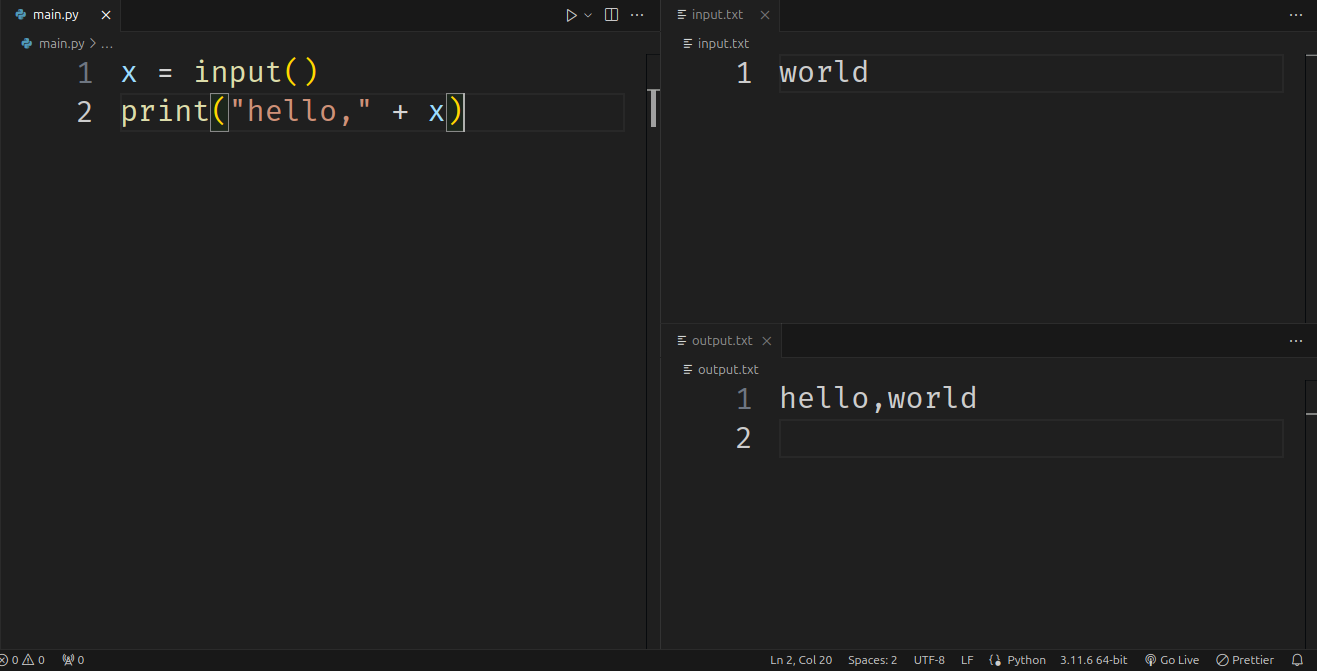 main.py
main.py > ...
1 x = input()
2 print("hello," + x)
input.txt
input.txt
1 world
output.txt
output.txt
1 hello,world
2
0 0 0 Ln 2, Col 20 Spaces: 2 UTF-8 LF Python 3.11.6 64-bit Go Live Prettier